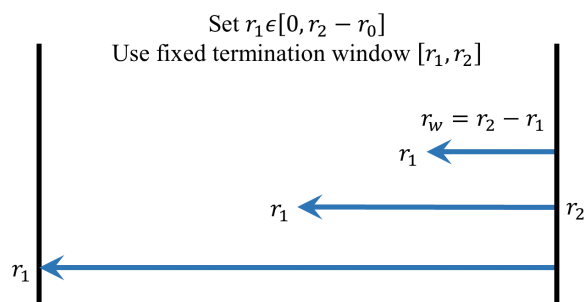 Set r₁ϵ[0, r₂ − r₀]
Use fixed termination window [r₁, r₂]
r_w = r₂ − r₁
r₁
r₁
r₂
r₁